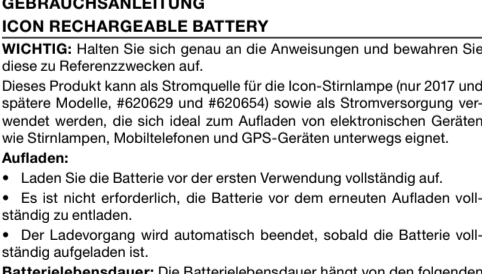 GEBRAUCHSANLEITUNG
ICON RECHARGEABLE BATTERY
WICHTIG: Halten Sie sich genau an die Anweisungen und bewahren Sie
diese zu Referenzzwecken auf.
Dieses Produkt kann als Stromquelle für die Icon-Stirnlampe (nur 2017 und
spätere Modelle, #620629 und #620654) sowie als Stromversorgung ver-
wendet werden, die sich ideal zum Aufladen von elektronischen Geräten
wie Stirnlampen, Mobiltelefonen und GPS-Geräten unterwegs eignet.
Aufladen:
• Laden Sie die Batterie vor der ersten Verwendung vollständig auf.
• Es ist nicht erforderlich, die Batterie vor dem erneuten Aufladen voll-
ständig zu entladen.
• Der Ladevorgang wird automatisch beendet, sobald die Batterie voll-
ständig aufgeladen ist.
Batterielebensdauer: Die Batterielebensdauer hängt von den folgenden